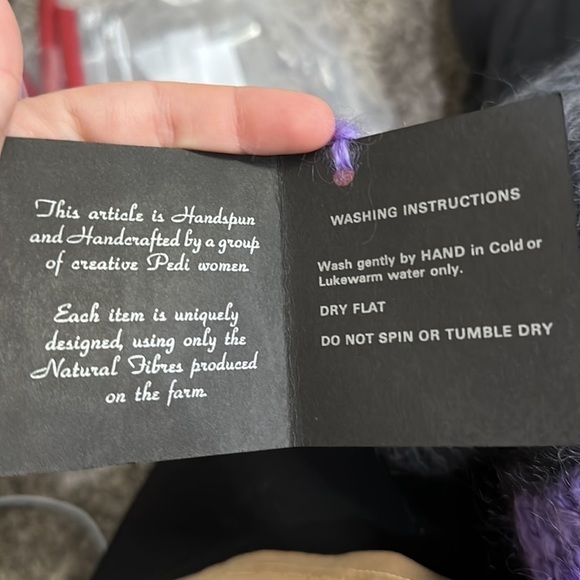 This article is Handspun
and Handcrafted by a group
of creative Pedi women.
Each item is uniquely
designed, using only the
Natural Fibres produced
on the farm.
WASHING INSTRUCTIONS
Wash gently by HAND in Cold or
Lukewarm water only.
DRY FLAT
DO NOT SPIN OR TUMBLE DRY